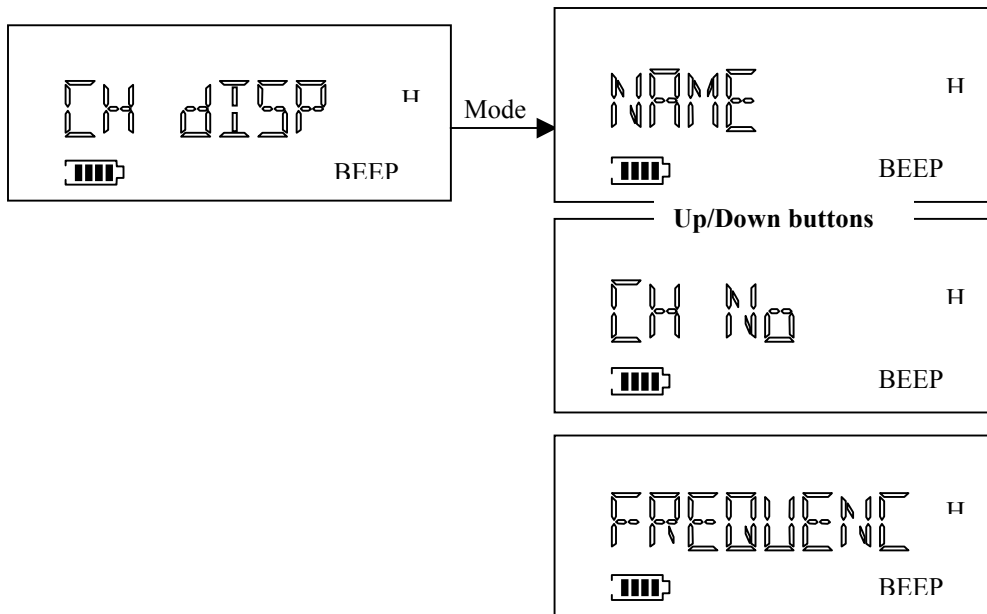 CH dISP H
BEEP
Mode
NAME H
BEEP
Up/Down buttons
CH No H
BEEP
FREQUENC H
BEEP